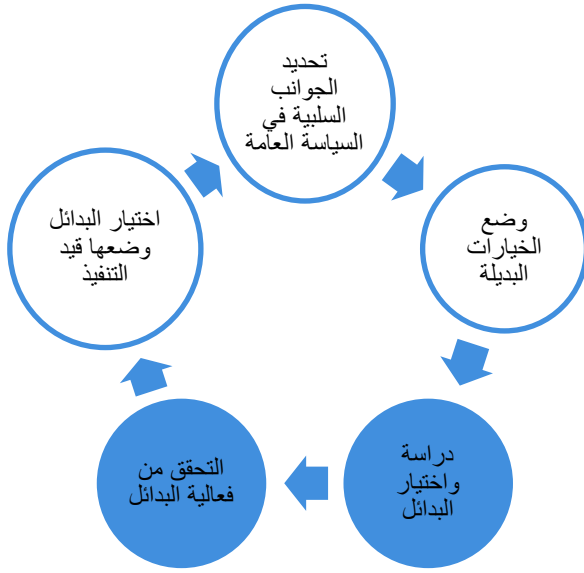 تحديد
الجوانب
السلبية في
السياسة العامة
وضع
الخيارات
البديلة
دراسة
واختيار
البدائل
التحقق من
فعالية البدائل
اختيار البدائل
وضعها قيد
التنفيذ